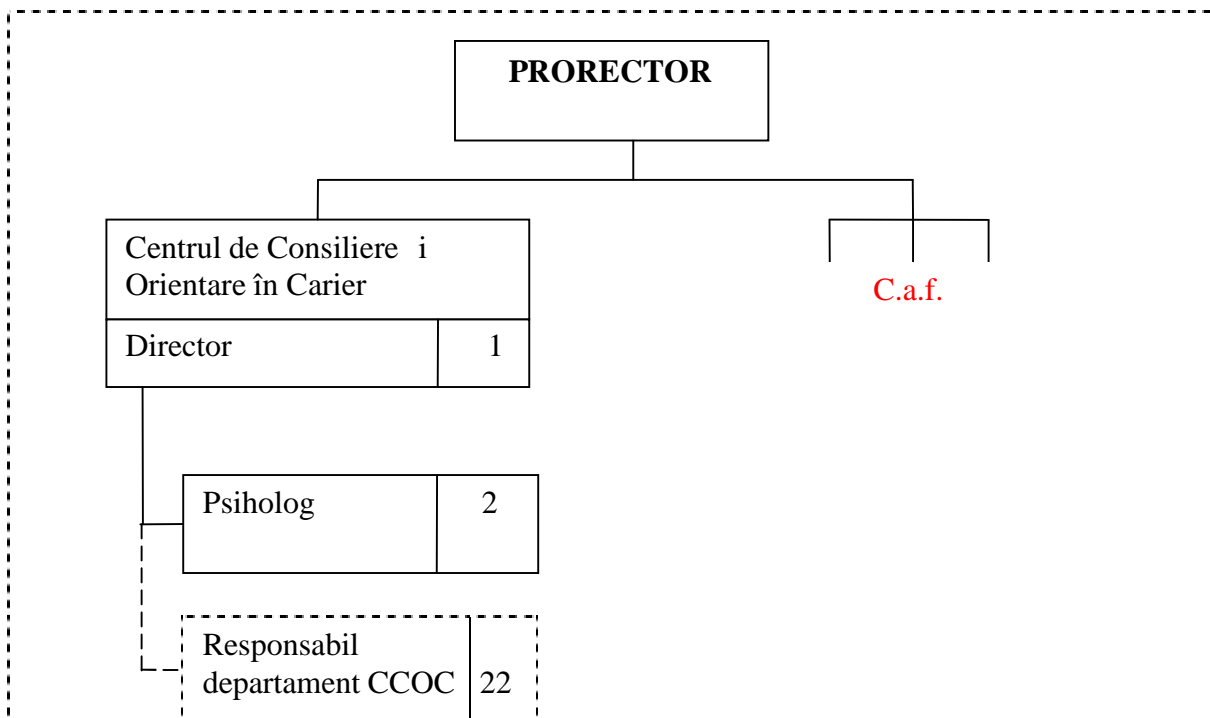 PRORECTOR
Centrul de Consiliere i
Orientare în Carier
Director 1
C.a.f.
Psiholog 2
Responsabil
departament CCOC 22